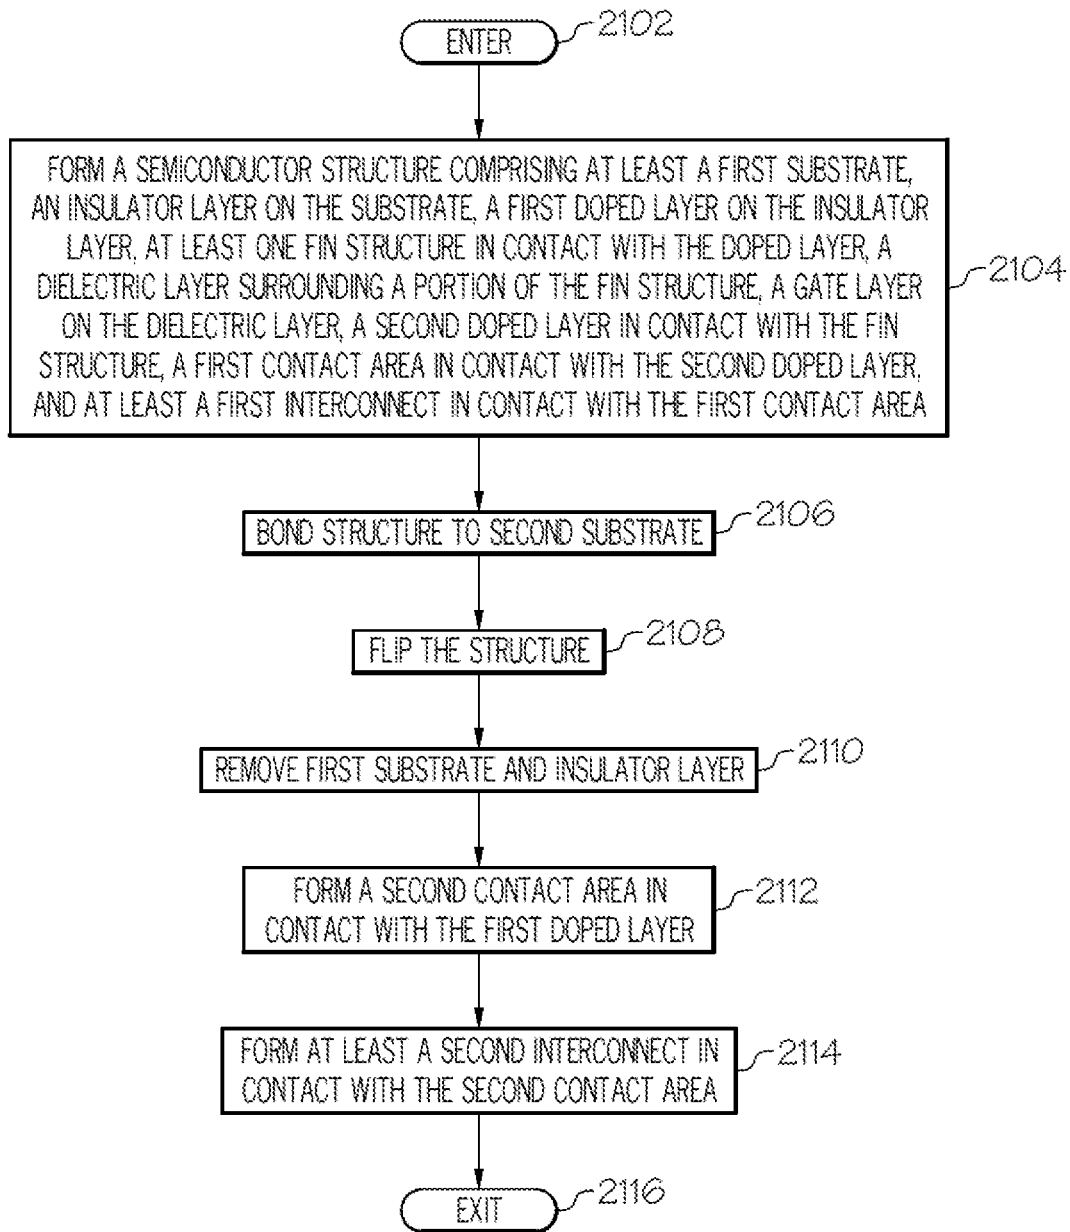 ENTER
2102
FORM A SEMICONDUCTOR STRUCTURE COMPRISING AT LEAST A FIRST SUBSTRATE,
AN INSULATOR LAYER ON THE SUBSTRATE, A FIRST DOPED LAYER ON THE INSULATOR
LAYER, AT LEAST ONE FIN STRUCTURE IN CONTACT WITH THE DOPED LAYER, A
DIELECTRIC LAYER SURROUNDING A PORTION OF THE FIN STRUCTURE, A GATE LAYER
ON THE DIELECTRIC LAYER, A SECOND DOPED LAYER IN CONTACT WITH THE FIN
STRUCTURE, A FIRST CONTACT AREA IN CONTACT WITH THE SECOND DOPED LAYER,
AND AT LEAST A FIRST INTERCONNECT IN CONTACT WITH THE FIRST CONTACT AREA
2104
BOND STRUCTURE TO SECOND SUBSTRATE
2106
FLIP THE STRUCTURE
2108
REMOVE FIRST SUBSTRATE AND INSULATOR LAYER
2110
FORM A SECOND CONTACT AREA IN
CONTACT WITH THE FIRST DOPED LAYER
2112
FORM AT LEAST A SECOND INTERCONNECT IN
CONTACT WITH THE SECOND CONTACT AREA
2114
EXIT
2116